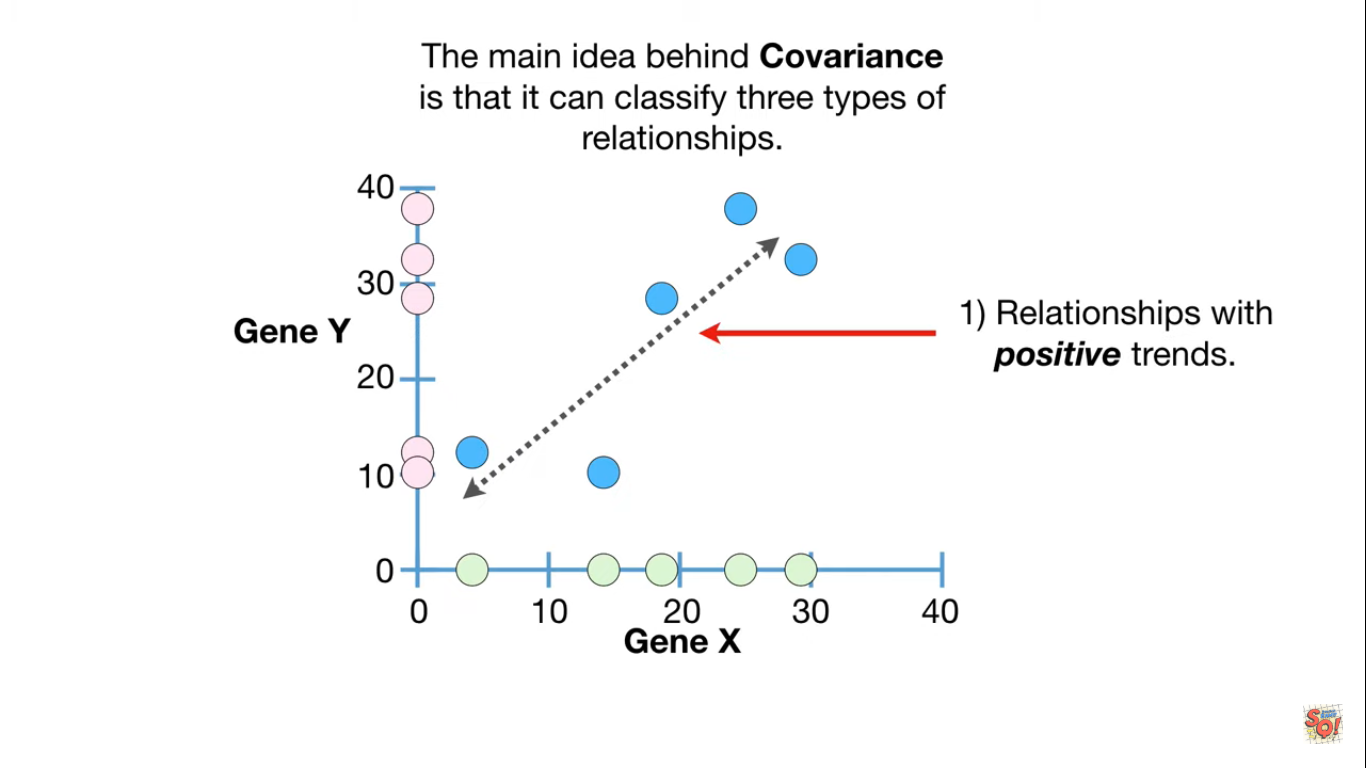 The main idea behind Covariance
is that it can classify three types of
relationships.
40
30
Gene Y
20
10
0
0 10 20 30 40
Gene X
1) Relationships with
positive trends.
SQ!